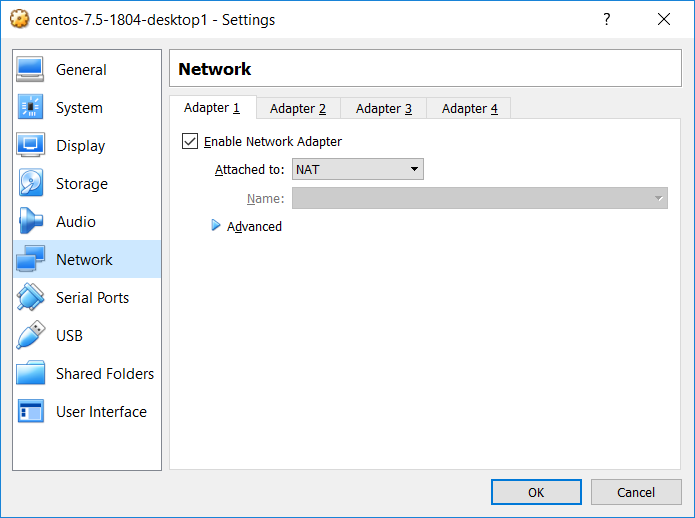 centos-7.5-1804-desktop1 - Settings
?
General
System
Display
Storage
Audio
Network
Serial Ports
USB
Shared Folders
User Interface
Network
Adapter 1 Adapter 2 Adapter 3 Adapter 4
Enable Network Adapter
Attached to: NAT
Name:
Advanced
OK Cancel